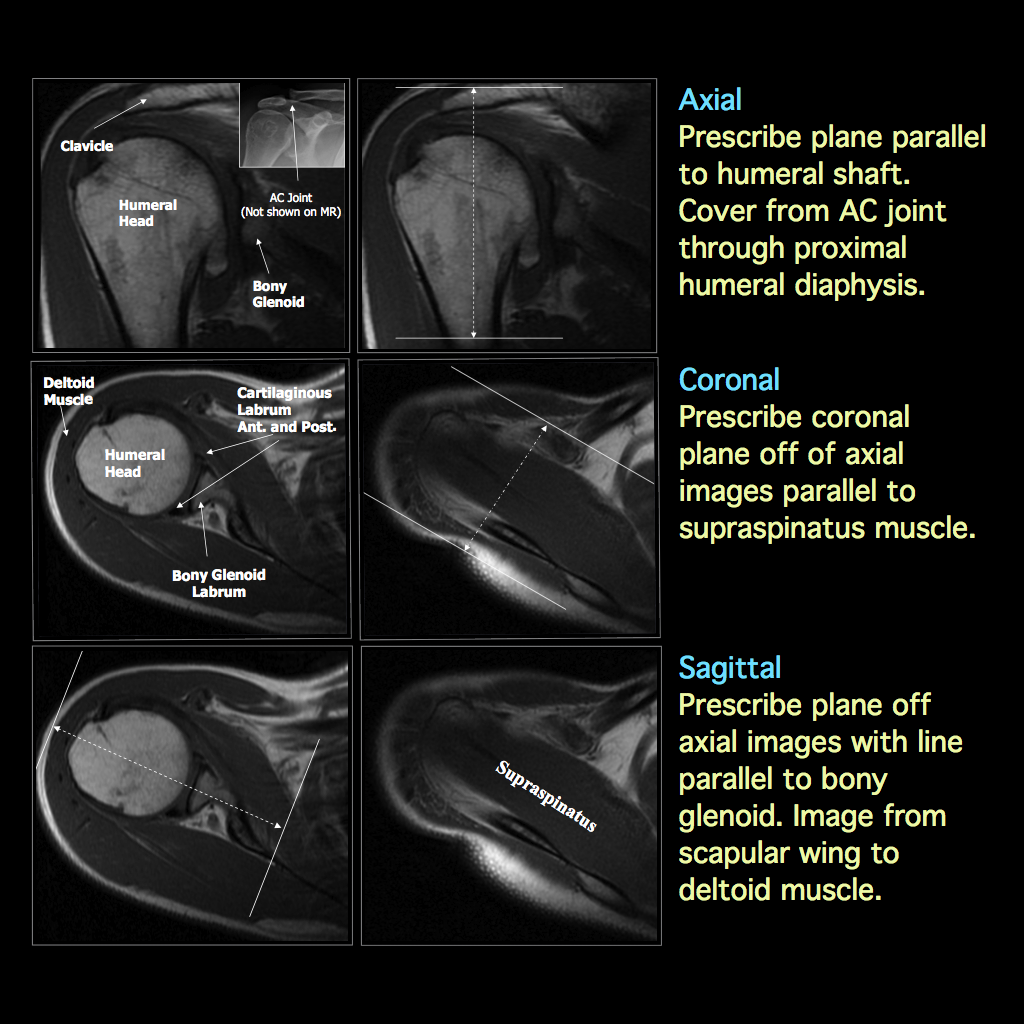 Clavicle
Humeral
Head
AC Joint
(Not shown on MR)
Bony
Glenoid
Axial
Prescribe plane parallel
to humeral shaft.
Cover from AC joint
through proximal
humeral diaphysis.
Deltoid
Muscle
Cartilaginous
Labrum
Ant. and Post.
Humeral
Head
Bony Glenoid
Labrum
Coronal
Prescribe coronal
plane off of axial
images parallel to
supraspinatus muscle.
Supraspinatus
Sagittal
Prescribe plane off
axial images with line
parallel to bony
glenoid. Image from
scapular wing to
deltoid muscle.